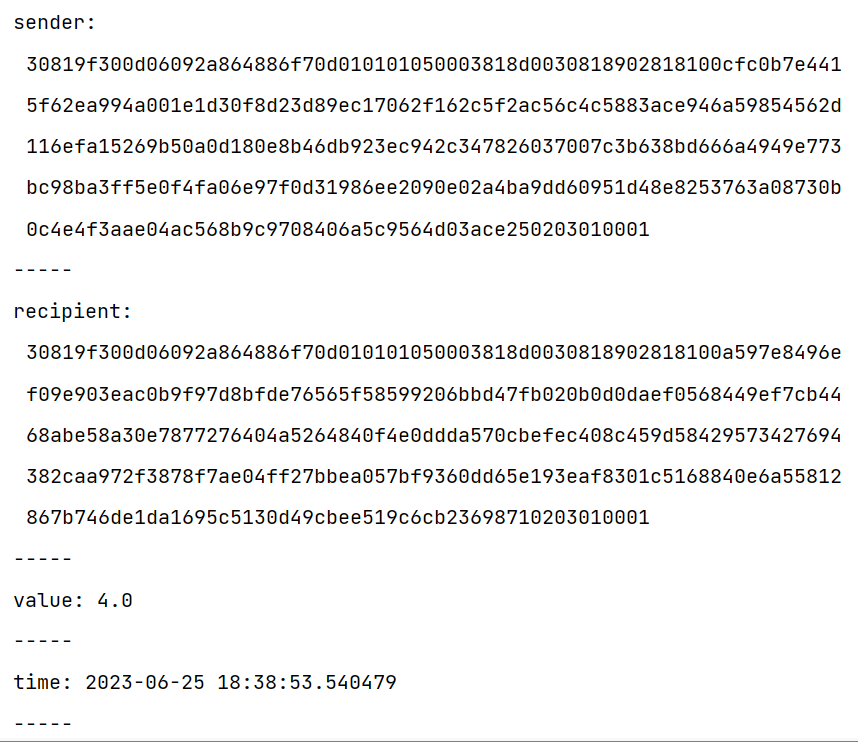 sender:
30819f300d06092a864886f70d010101050003818d0030818902818100cfc0b7e441
5f62ea994a001e1d30f8d23d89ec17062f162c5f2ac56c4c5883ace946a59854562d
116efa15269b50a0d180e8b46db923ec942c347826037007c3b638bd666a4949e773
bc98ba3ff5e0f4fa06e97f0d31986ee2090e02a4ba9dd60951d48e8253763a08730b
0c4e4f3aae04ac568b9c9708406a5c9564d03ace250203010001
-----
recipient:
30819f300d06092a864886f70d010101050003818d0030818902818100a597e8496e
f09e903eac0b9f97d8bfde76565f58599206bbd47fb020b0d0daef0568449ef7cb44
68abe58a30e7877276404a5264840f4e0ddda570cbefec408c459d58429573427694
382caa972f3878f7ae04ff27bbea057bf9360dd65e193eaf8301c5168840e6a55812
867b746de1da1695c5130d49cbee519c6cb23698710203010001
-----
value: 4.0
-----
time: 2023-06-25 18:38:53.540479
-----